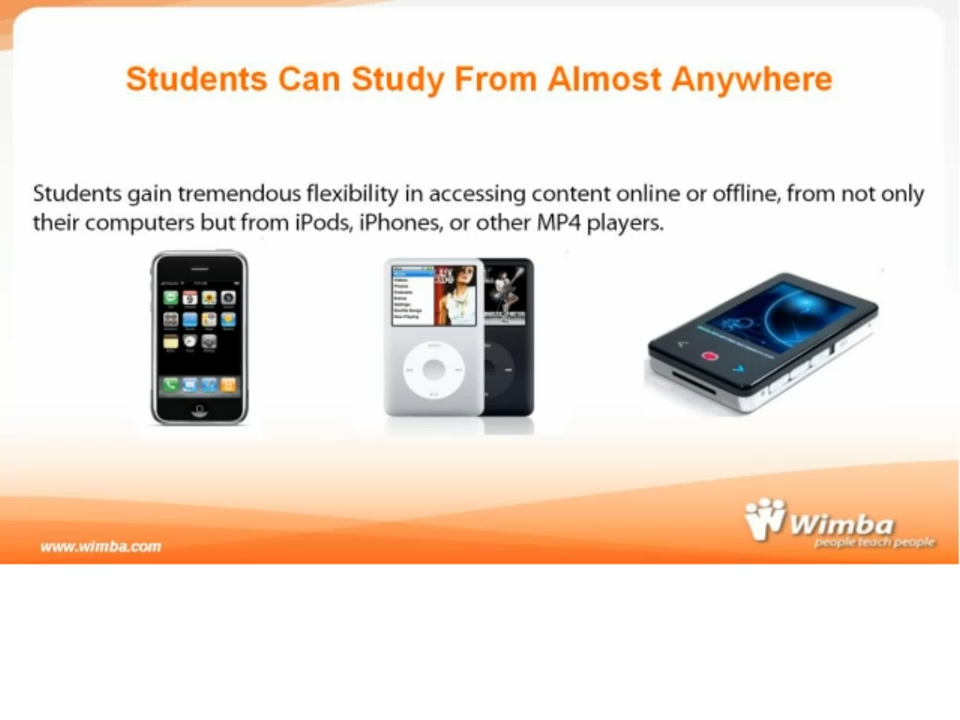 Students Can Study From Almost Anywhere
Students gain tremendous flexibility in accessing content online or offline, from not only
their computers but from iPods, iPhones, or other MP4 players.
www.wimba.com
Wimba
people teach people